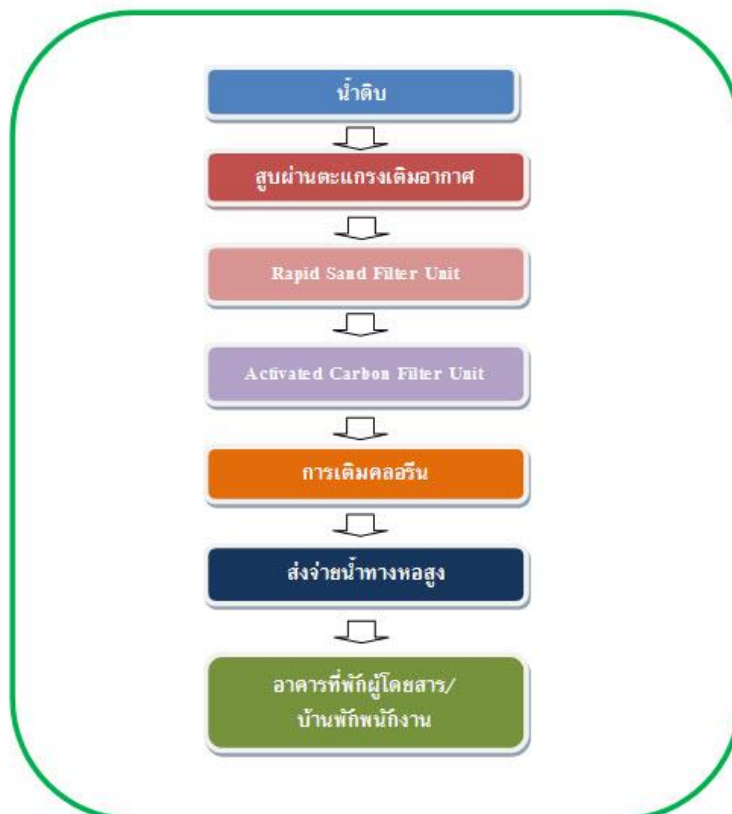 น้ำดิบ
สูบผ่านตะแกรงเติมอากาศ
Rapid Sand Filter Unit
Activated Carbon Filter Unit
การเติมคลอรีน
ส่งจ่ายน้ำทางหอสูง
อาคารที่พักผู้โดยสาร/
บ้านพักพนักงาน